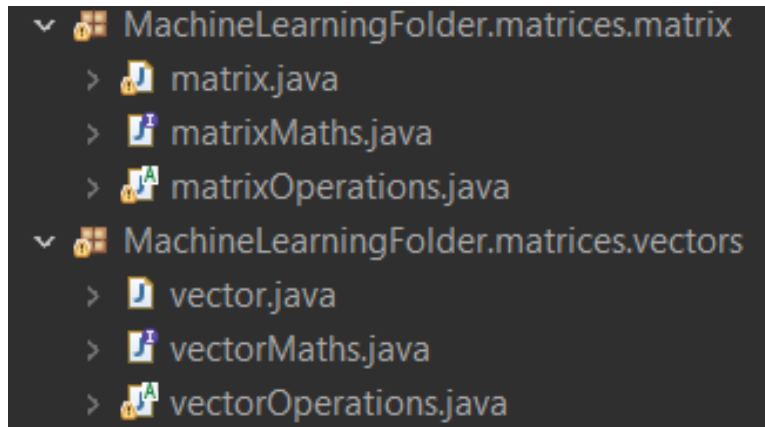 MachineLearningFolder.matrices.matrix
matrix.java
matrixMaths.java
matrixOperations.java
MachineLearningFolder.matrices.vectors
vector.java
vectorMaths.java
vectorOperations.java